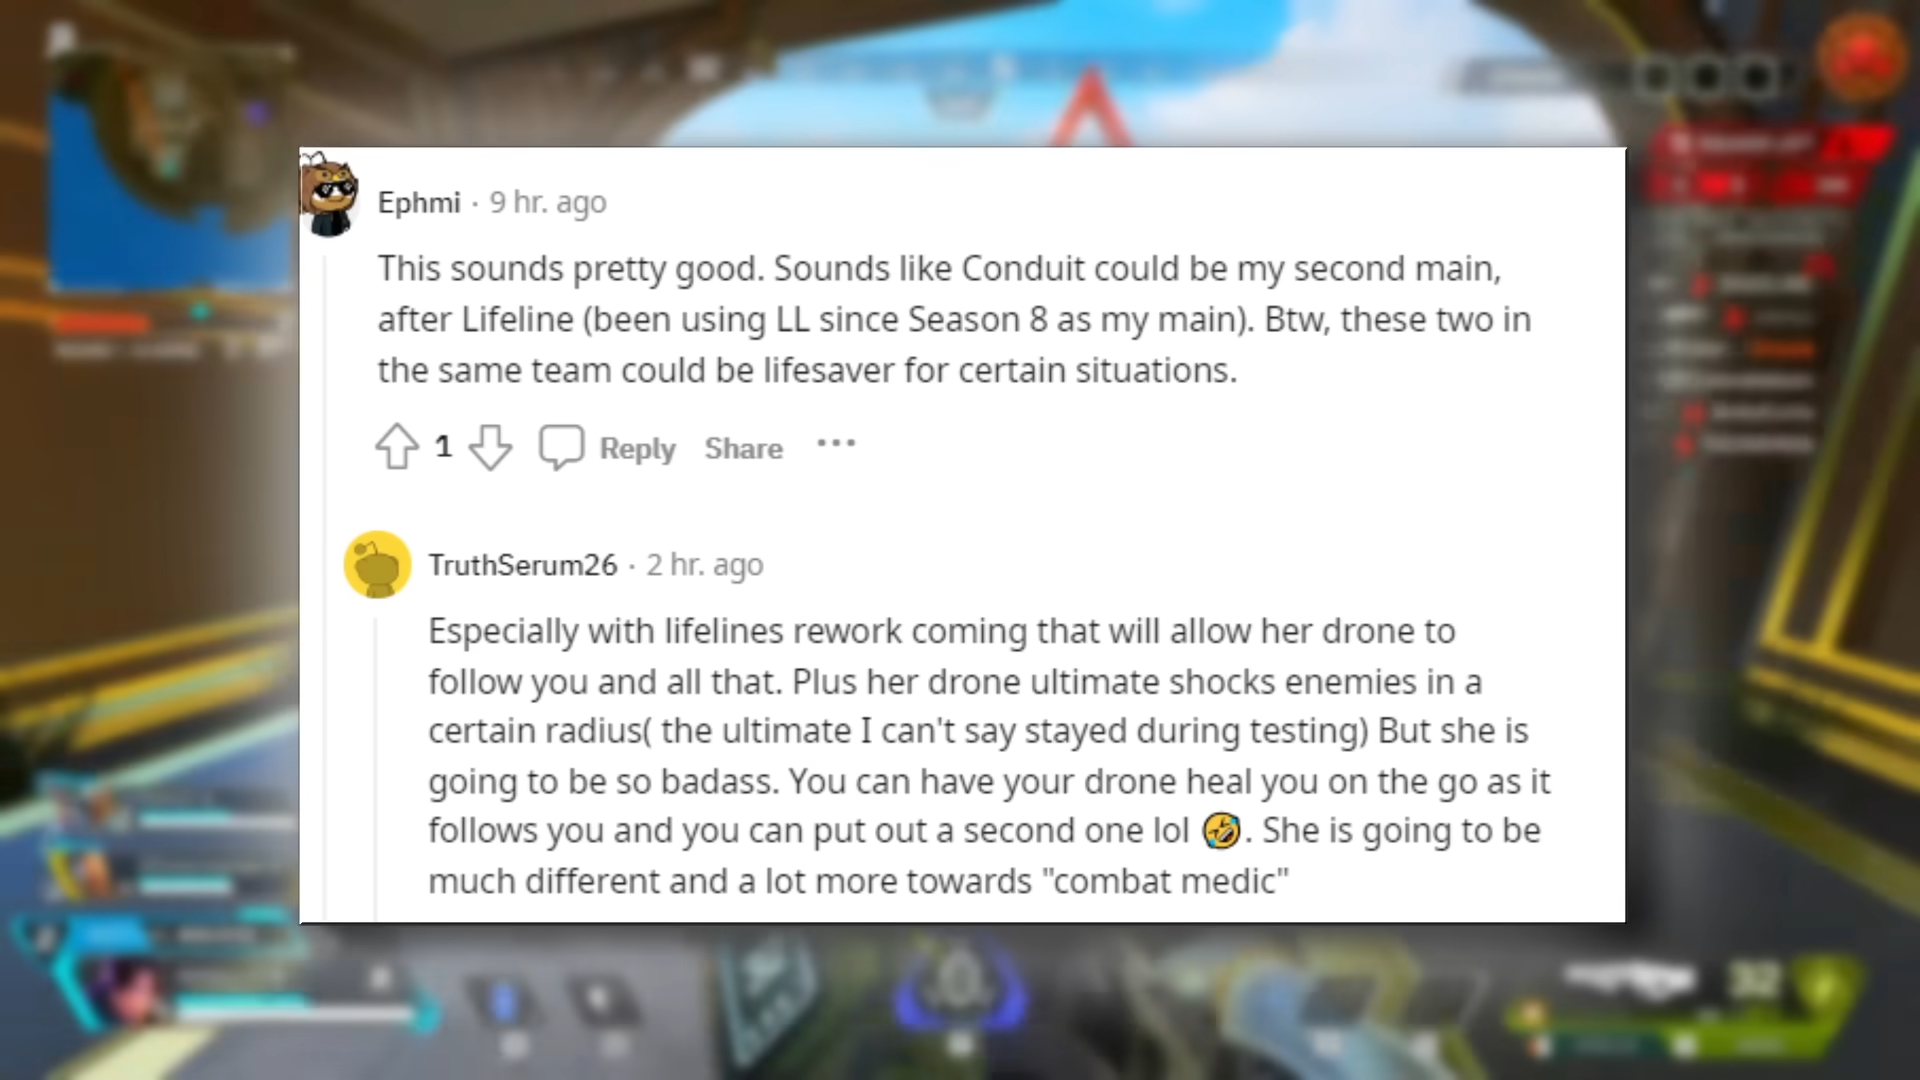 Ephmi · 9 hr. ago
This sounds pretty good. Sounds like Conduit could be my second main,
after Lifeline (been using LL since Season 8 as my main). Btw, these two in
the same team could be lifesaver for certain situations.
1 Reply Share ···
TruthSerum26 · 2 hr. ago
Especially with lifelines rework coming that will allow her drone to
follow you and all that. Plus her drone ultimate shocks enemies in a
certain radius( the ultimate I can't say stayed during testing) But she is
going to be so badass. You can have your drone heal you on the go as it
follows you and you can put out a second one lol 🤣. She is going to be
much different and a lot more towards "combat medic"
32